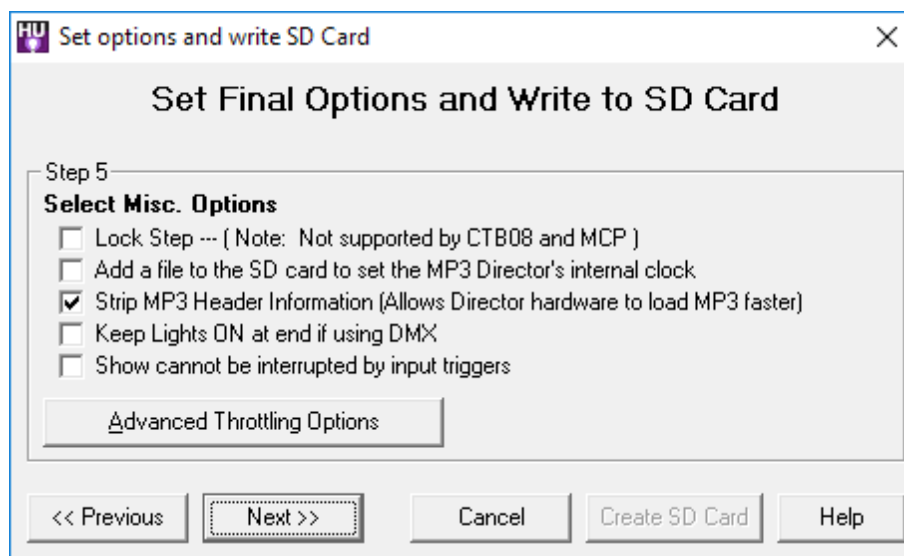 HU
Set options and write SD Card
Set Final Options and Write to SD Card
Step 5
Select Misc. Options
Lock Step --- ( Note: Not supported by CTB08 and MCP )
Add a file to the SD card to set the MP3 Director's internal clock
Strip MP3 Header Information (Allows Director hardware to load MP3 faster)
Keep Lights ON at end if using DMX
Show cannot be interrupted by input triggers
Advanced Throttling Options
<< Previous
Next >>
Cancel
Create SD Card
Help